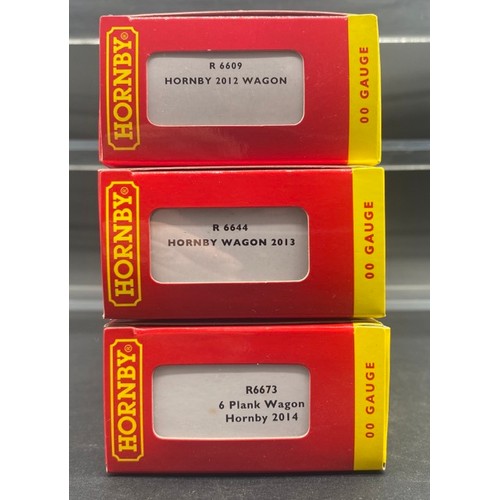 HORNBY®
R 6609
HORNBY 2012 WAGON
00 GAUGE
HORNBY®
R 6644
HORNBY WAGON 2013
00 GAUGE
HORNBY®
R6673
6 Plank Wagon
Hornby 2014
00 GAUGE